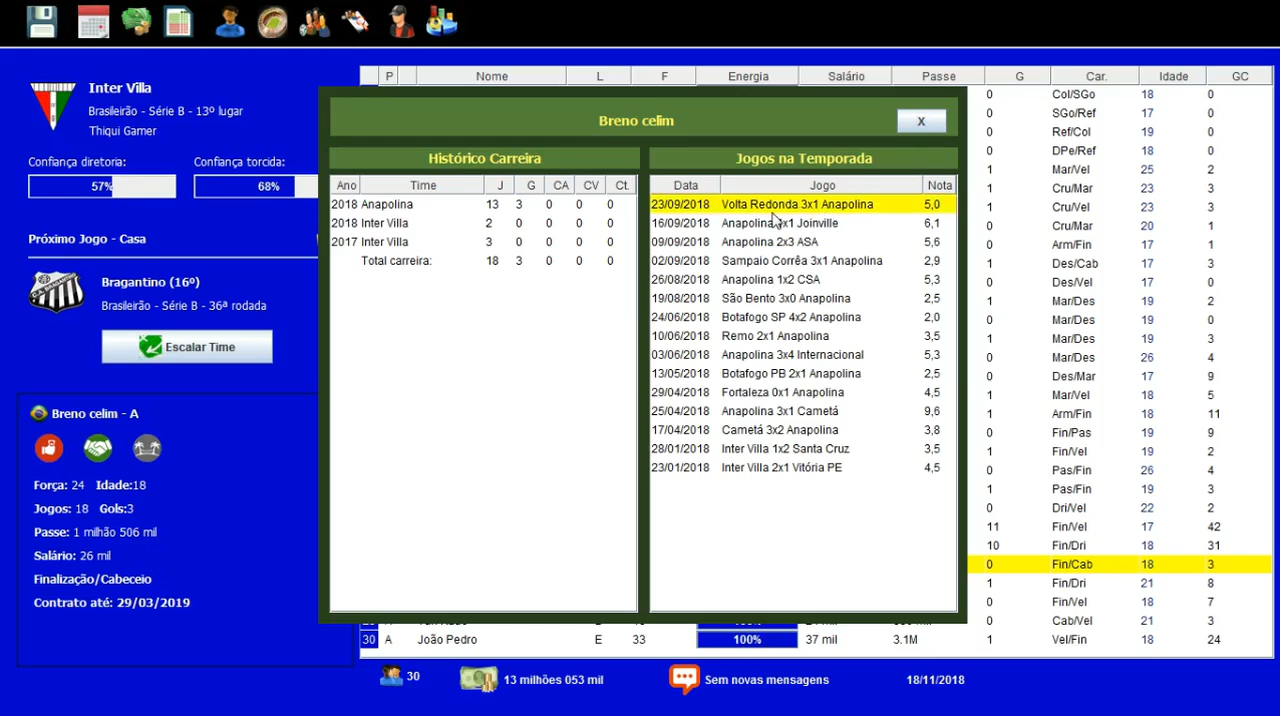 Inter Villa
Brasileirão - Série B - 13º lugar
Thiqui Gamer
Confiança diretoria:
Confiança torcida:
57%
68%
Próximo Jogo - Casa
Bragantino (16º)
Brasileirão - Série B - 36ª rodada
Escalar Time
Breno celim - A
Força: 24 Idade:18
Jogos: 18 Gols:3
Passe: 1 milhão 506 mil
Salário: 26 mil
Finalização/Cabeceio
Contrato até: 29/03/2019
P Nome L F Energia Salário Passe G Car. Idade GC
Breno celim
X
Histórico Carreira
Ano Time J G CA CV Ct.
2018 Anapolina 13 3 0 0 0
2018 Inter Villa 2 0 0 0 0
2017 Inter Villa 3 0 0 0 0
Total carreira: 18 3 0 0 0
Jogos na Temporada
Data Jogo Nota
23/09/2018 Volta Redonda 3x1 Anapolina 5,0
16/09/2018 Anapolina x1 Joinville 6,1
09/09/2018 Anapolina 2x3 ASA 5,6
02/09/2018 Sampaio Corrêa 3x1 Anapolina 2,9
26/08/2018 Anapolina 1x2 CSA 5,3
19/08/2018 São Bento 3x0 Anapolina 2,5
24/06/2018 Botafogo SP 4x2 Anapolina 2,0
10/06/2018 Remo 2x1 Anapolina 3,5
03/06/2018 Anapolina 3x4 Internacional 5,3
13/05/2018 Botafogo PB 2x1 Anapolina 2,5
29/04/2018 Fortaleza 0x1 Anapolina 4,5
25/04/2018 Anapolina 3x1 Cametá 9,6
17/04/2018 Cametá 3x2 Anapolina 3,8
28/01/2018 Inter Villa 1x2 Santa Cruz 3,5
23/01/2018 Inter Villa 2x1 Vitória PE 4,5
0 Col/SGo 18 0
0 SGo/Ref 17 0
0 Ref/Col 19 0
0 DPe/Ref 18 0
1 Mar/Vel 25 2
1 Cru/Mar 23 3
1 Cru/Vel 23 3
0 Cru/Mar 20 1
0 Arm/Fin 17 1
1 Des/Cab 17 3
0 Des/Vel 17 0
1 Mar/Des 19 2
0 Mar/Des 19 0
1 Mar/Des 19 3
0 Mar/Des 26 4
0 Des/Mar 17 9
1 Mar/Vel 18 5
1 Arm/Fin 18 11
0 Fin/Pas 19 9
1 Fin/Vel 19 2
0 Pas/Fin 26 4
1 Pas/Fin 19 3
0 Dri/Vel 22 2
11 Fin/Vel 17 42
10 Fin/Dri 18 31
0 Fin/Cab 18 3
1 Fin/Dri 21 8
0 Fin/Vel 18 7
0 Cab/Vel 21 3
30 A João Pedro E 33 100% 37 mil 3.1M 1 Vel/Fin 18 24
30
13 milhões 053 mil
Sem novas mensagens
18/11/2018